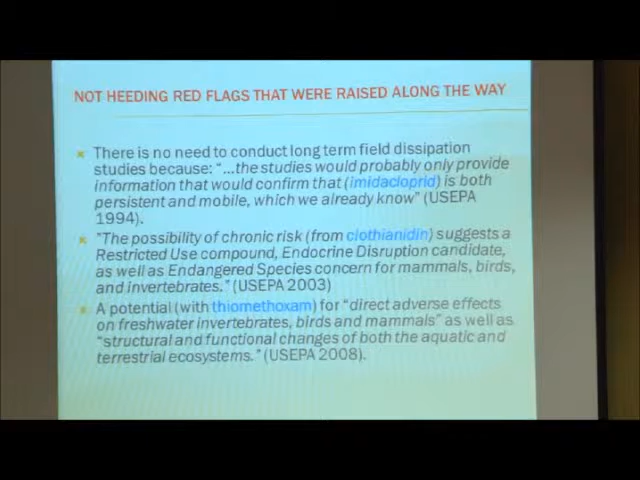 NOT HEEDING RED FLAGS THAT WERE RAISED ALONG THE WAY
There is no need to conduct long term field dissipation
studies because: “...the studies would probably only provide
information that would confirm that (imidacloprid) is both
persistent and mobile, which we already know” (USEPA
1994).
"The possibility of chronic risk (from clothianidin) suggests a
Restricted Use compound, Endocrine Disruption candidate,
as well as Endangered Species concern for mammals, birds,
and invertebrates." (USEPA 2003)
A potential (with thiomethoxam) for “direct adverse effects
on freshwater invertebrates, birds and mammals” as well as
“structural and functional changes of both the aquatic and
terrestrial ecosystems.” (USEPA 2008).